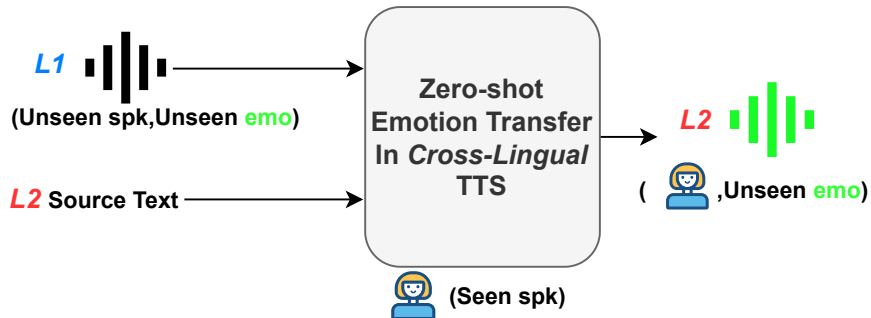 L1
(Unseen spk,Unseen emo)
L2 Source Text
Zero-shot
Emotion Transfer
In Cross-Lingual
TTS
(Seen spk)
L2
( ,Unseen emo)